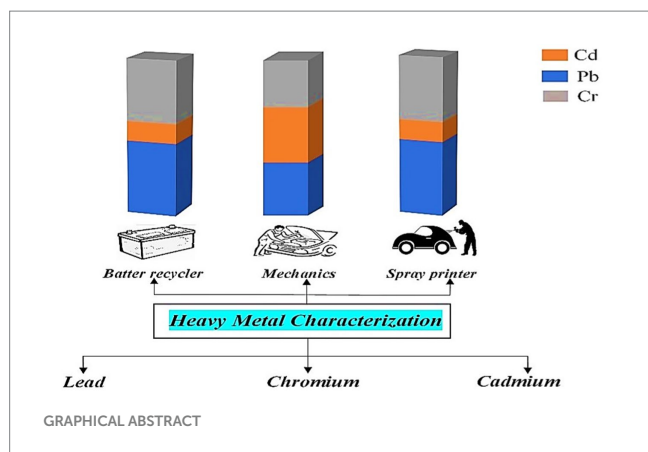 Cd
Pb
Cr
Batter recycler
Mechanics
Spray printer
Heavy Metal Characterization
Lead
Chromium
Cadmium
GRAPHICAL ABSTRACT